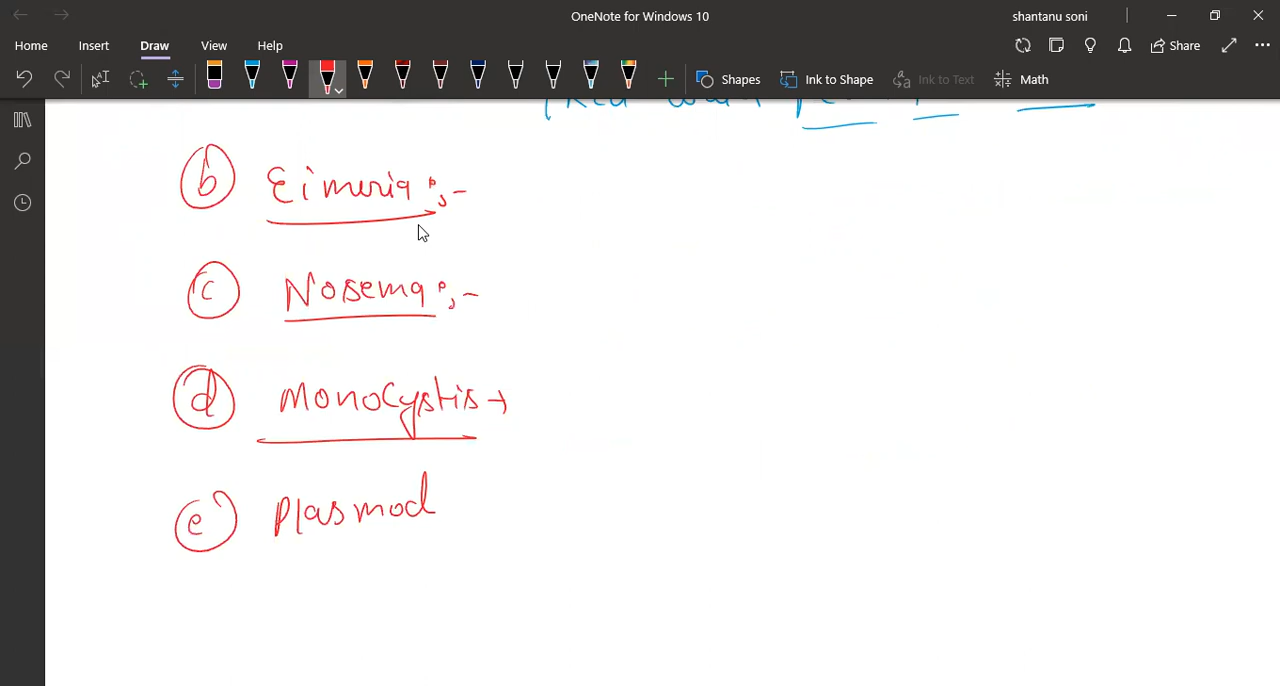 OneNote for Windows 10
shantanu soni
Home Insert Draw View Help
Share
Shapes Ink to Shape Ink to Text Math
b Eimeria :-
c Nosema :-
d Monocystis →
e Plasmod